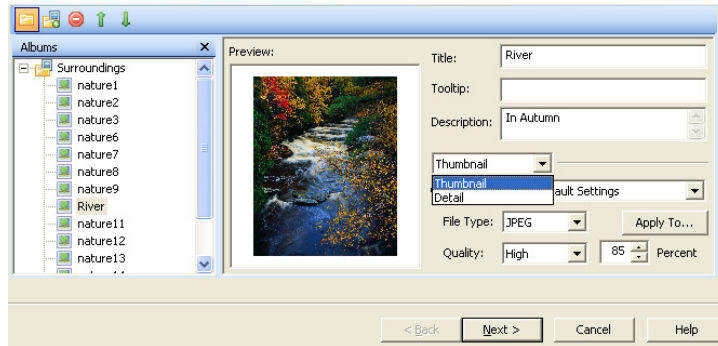 Albums
X
Surroundings
nature1
nature2
nature3
nature6
nature7
nature8
nature9
River
nature11
nature12
nature13
Preview:
Title: River
Tooltip:
Description: In Autumn
Thumbnail
Thumbnail
Detail
ault Settings
File Type: JPEG
Apply To...
Quality: High 85 Percent
< Back Next > Cancel Help